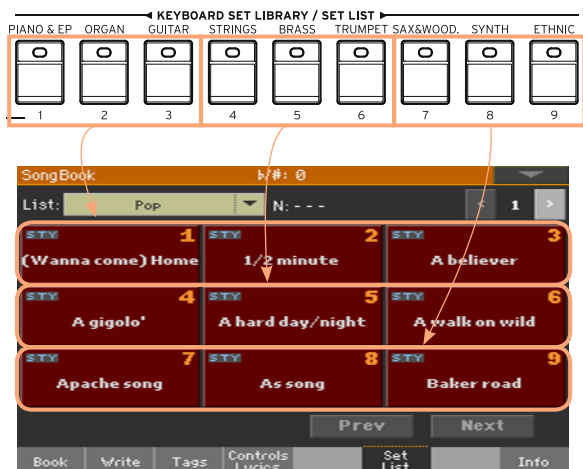 KEYBOARD SET LIBRARY / SET LIST
PIANO & EP ORGAN GUITAR STRINGS BRASS TRUMPET SAX&WOOD. SYNTH ETHNIC
1 2 3 4 5 6 7 8 9
SongBook ♭/#: 0
List: Pop N:--- < 1 >
STY 1 STY 2 STY 3
(Wanna come) Home 1/2 minute A believer
STY 4 STY 5 STY 6
A gigolo' A hard day/night A walk on wild
STY 7 STY 8 STY 9
Apache song As song Baker road
Prev Next
Book Write Tags Controls Lyrics Set List Info